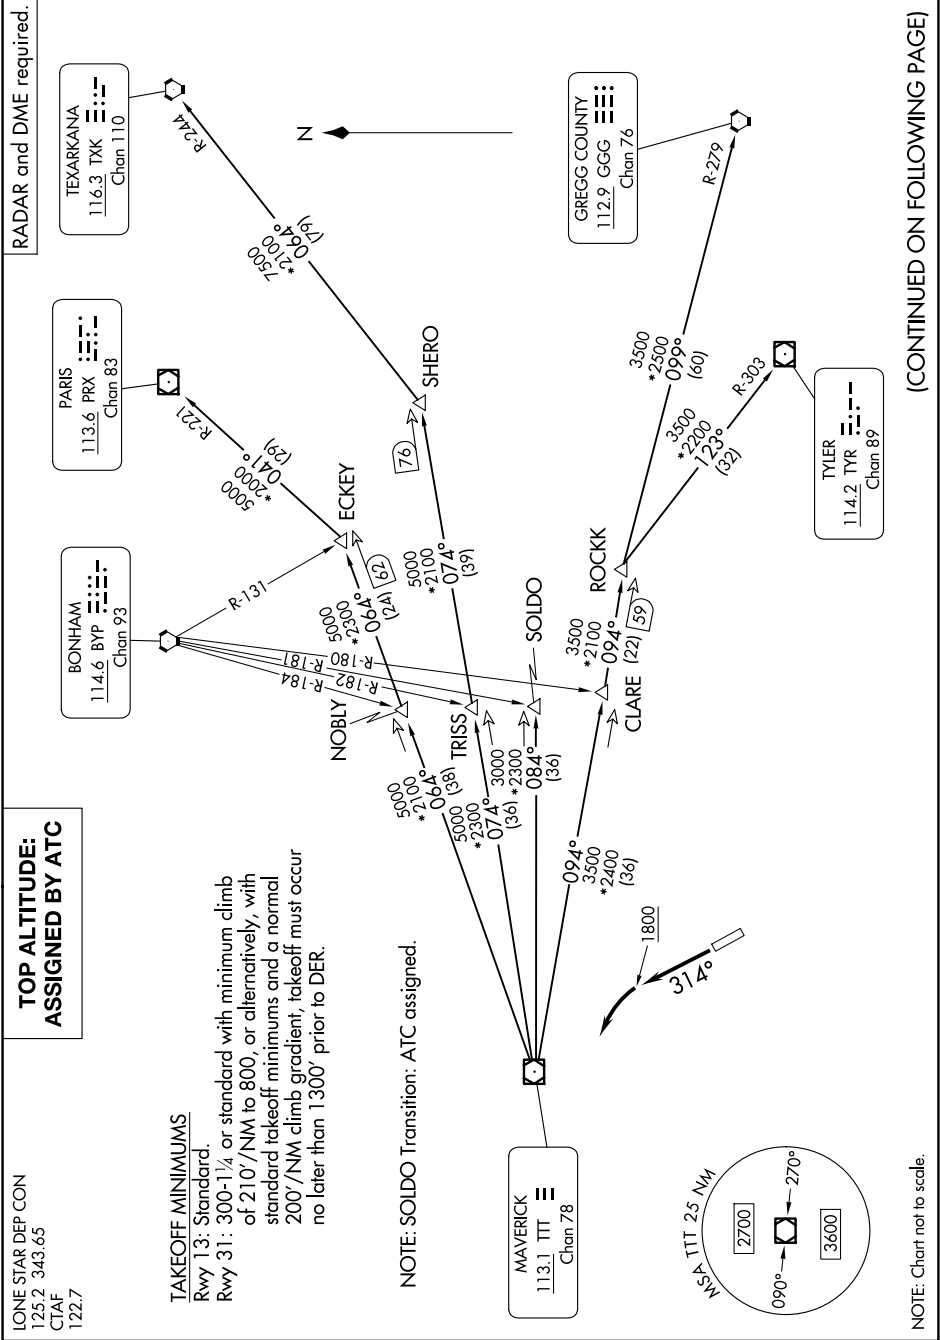 LONE STAR DEP CON
125.2 343.65
CTAF
122.7
TOP ALTITUDE:
ASSIGNED BY ATC
RADAR and DME required.
TAKEOFF MINIMUMS
Rwy 13: Standard.
Rwy 31: 300-1¼ or standard with minimum climb
of 210'/NM to 800, or alternatively, with
standard takeoff minimums and a normal
200'/NM climb gradient, takeoff must occur
no later than 1300' prior to DER.
NOTE: SOLDO Transition: ATC assigned.
BONHAM
114.6 BYP
Chan 93
PARIS
113.6 PRX
Chan 83
TEXARKANA
116.3 TXK
Chan 110
N
R-244
7500
*2100
064°
(79)
R-221
5000
*2000
041°
(29)
SHERO
76
ECKEY
R-131
62
5000
*2300
064°
(24)
R-184
R-181
R-182
R-180
NOBLY
5000
*2100
064°
(38)
5000
*2100
074°
(39)
TRISS
5000
*2300
074°
(36)
SOLDO
3000
*2300
084°
(36)
CLARE
094°
3500
*2400
(36)
ROCKK
3500
*2100
094°
(22)
59
3500
*2500
099°
(60)
R-279
3500
*2200
123°
(32)
R-303
GREGG COUNTY
112.9 GGG
Chan 76
TYLER
114.2 TYR
Chan 89
MAVERICK
113.1 TTT
Chan 78
1800
314°
MSA TTT 25 NM
2700
090°
270°
3600
NOTE: Chart not to scale.
(CONTINUED ON FOLLOWING PAGE)